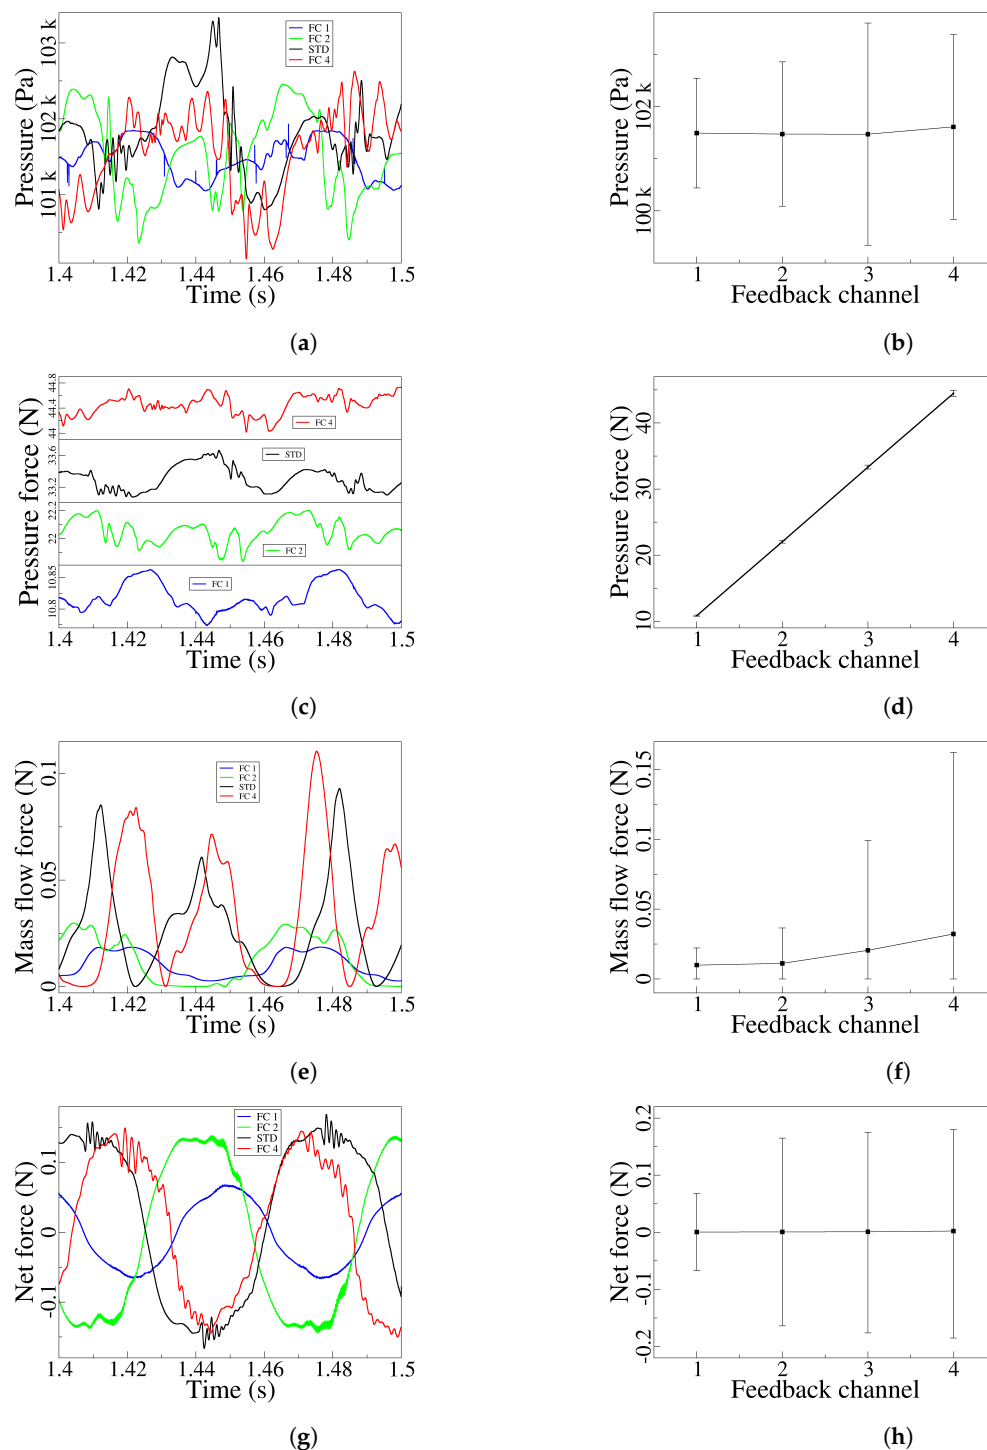 103 k
102 k
101 k
Pressure (Pa)
FC 1
FC 2
STD
FC 4
1.4 1.42 1.44 1.46 1.48 1.5
Time (s)
(a)
102 k
100 k
Pressure (Pa)
1 2 3 4
Feedback channel
(b)
44.8
44.4
44
FC 4
33.6
33.2
STD
22.2
22
FC 2
10.85
10.8
FC 1
Pressure force (N)
1.4 1.42 1.44 1.46 1.48 1.5
Time (s)
(c)
40
30
20
10
Pressure force (N)
1 2 3 4
Feedback channel
(d)
0.1
0.05
0
Mass flow force (N)
FC 1
FC 2
STD
FC 4
1.4 1.42 1.44 1.46 1.48 1.5
Time (s)
(e)
0.15
0.1
0.05
0
Mass flow force (N)
1 2 3 4
Feedback channel
(f)
0.1
0
-0.1
Net force (N)
FC 1
FC 2
STD
FC 4
1.4 1.42 1.44 1.46 1.48 1.5
Time (s)
(g)
0.2
0.1
0
-0.1
-0.2
Net force (N)
1 2 3 4
Feedback channel
(h)